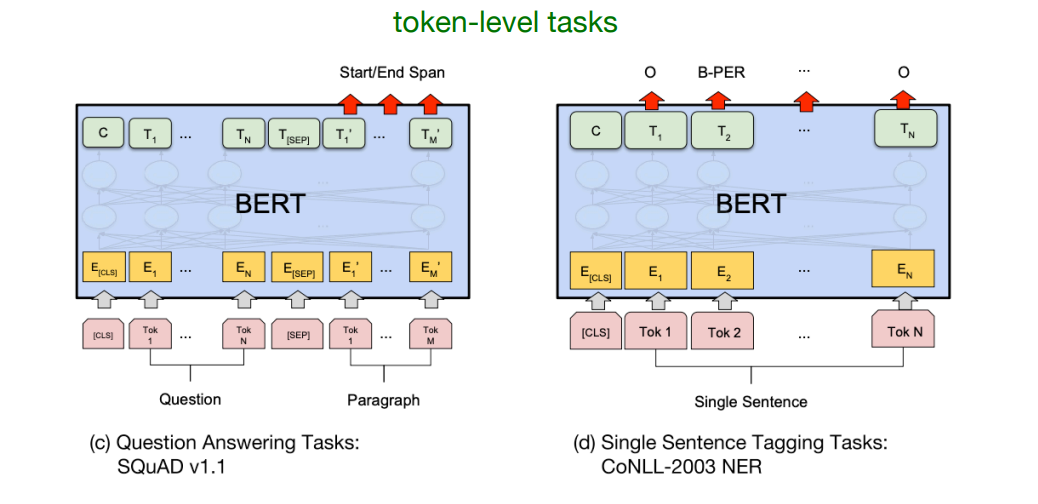 token-level tasks
Start/End Span
C T1 ... TN T[SEP] T1' ... TM'
BERT
E[CLS] E1 ... EN E[SEP] E1' ... EM'
[CLS] Tok 1 ... Tok N [SEP] Tok 1 ... Tok M
Question Paragraph
(c) Question Answering Tasks:
SQuAD v1.1
O B-PER ... O
C T1 T2 ... TN
BERT
E[CLS] E1 E2 ... EN
[CLS] Tok 1 Tok 2 ... Tok N
Single Sentence
(d) Single Sentence Tagging Tasks:
CoNLL-2003 NER